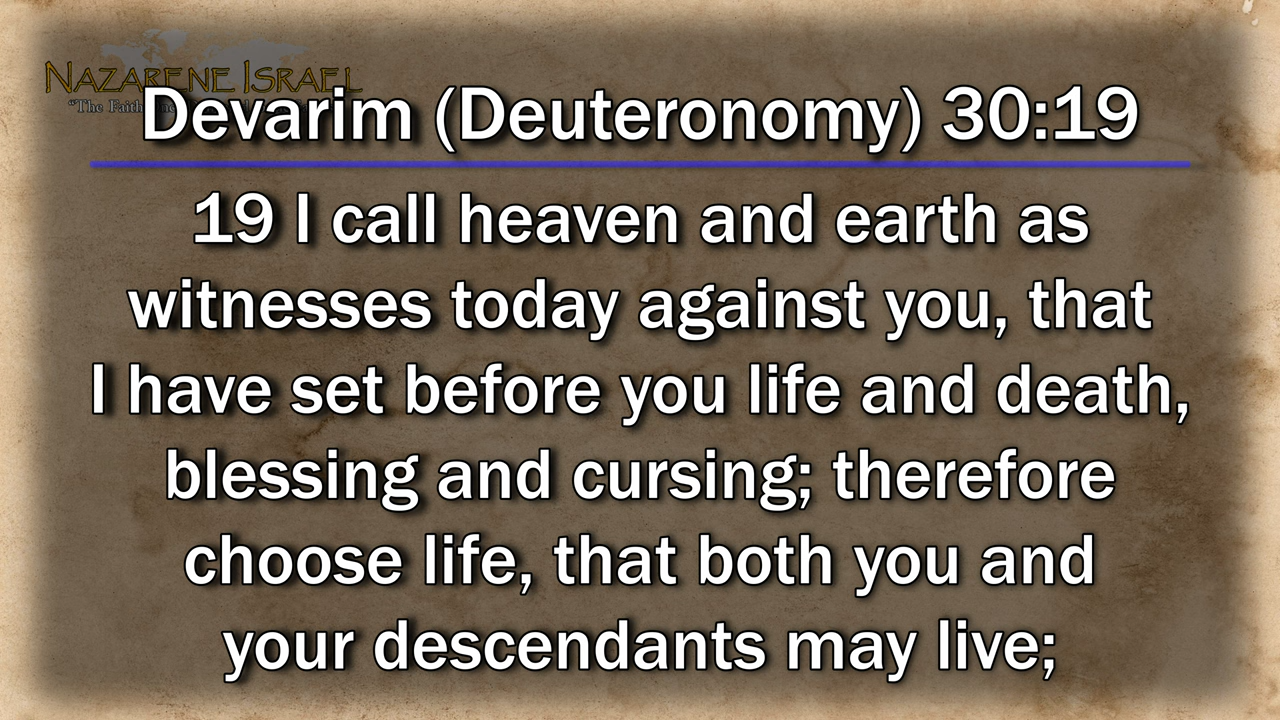 NAZARENE ISRAEL
"The Faith
Devarim (Deuteronomy) 30:19
19 I call heaven and earth as
witnesses today against you, that
I have set before you life and death,
blessing and cursing; therefore
choose life, that both you and
your descendants may live;